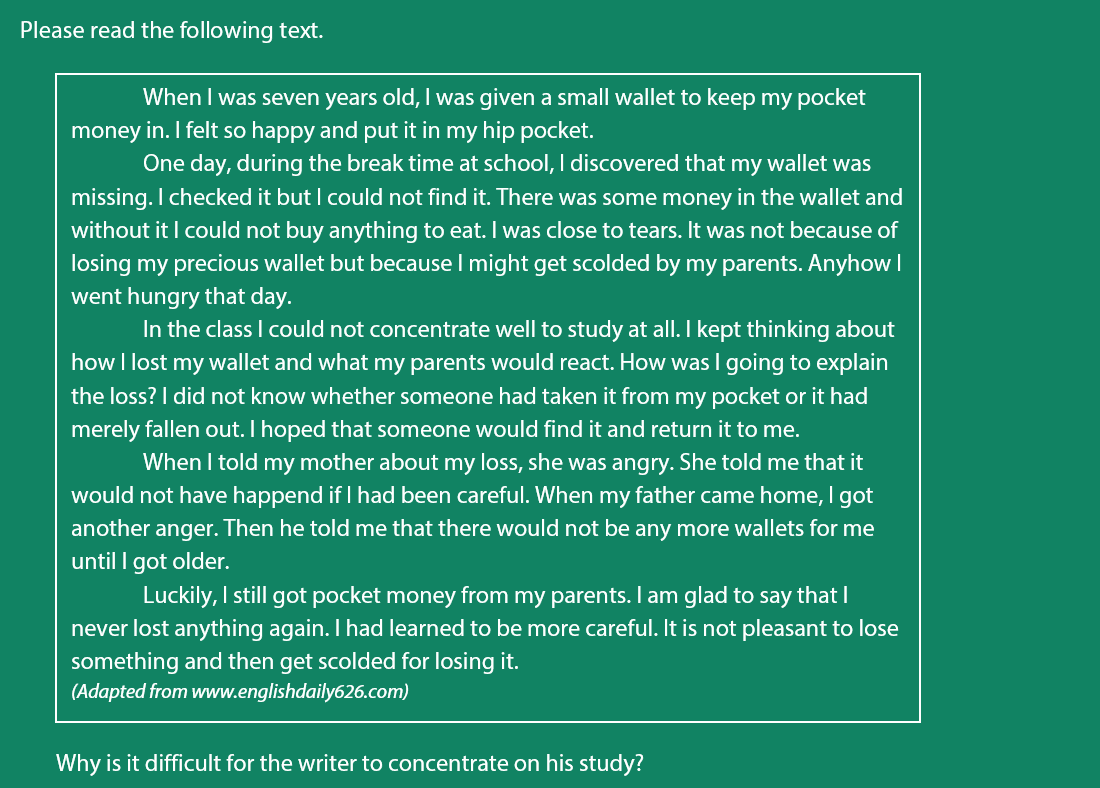 Please read the following text.
When I was seven years old, I was given a small wallet to keep my pocket
money in. I felt so happy and put it in my hip pocket.
One day, during the break time at school, I discovered that my wallet was
missing. I checked it but I could not find it. There was some money in the wallet and
without it I could not buy anything to eat. I was close to tears. It was not because of
losing my precious wallet but because I might get scolded by my parents. Anyhow I
went hungry that day.
In the class I could not concentrate well to study at all. I kept thinking about
how I lost my wallet and what my parents would react. How was I going to explain
the loss? I did not know whether someone had taken it from my pocket or it had
merely fallen out. I hoped that someone would find it and return it to me.
When I told my mother about my loss, she was angry. She told me that it
would not have happend if I had been careful. When my father came home, I got
another anger. Then he told me that there would not be any more wallets for me
until I got older.
Luckily, I still got pocket money from my parents. I am glad to say that I
never lost anything again. I had learned to be more careful. It is not pleasant to lose
something and then get scolded for losing it.
(Adapted from www.englishdaily626.com)
Why is it difficult for the writer to concentrate on his study?